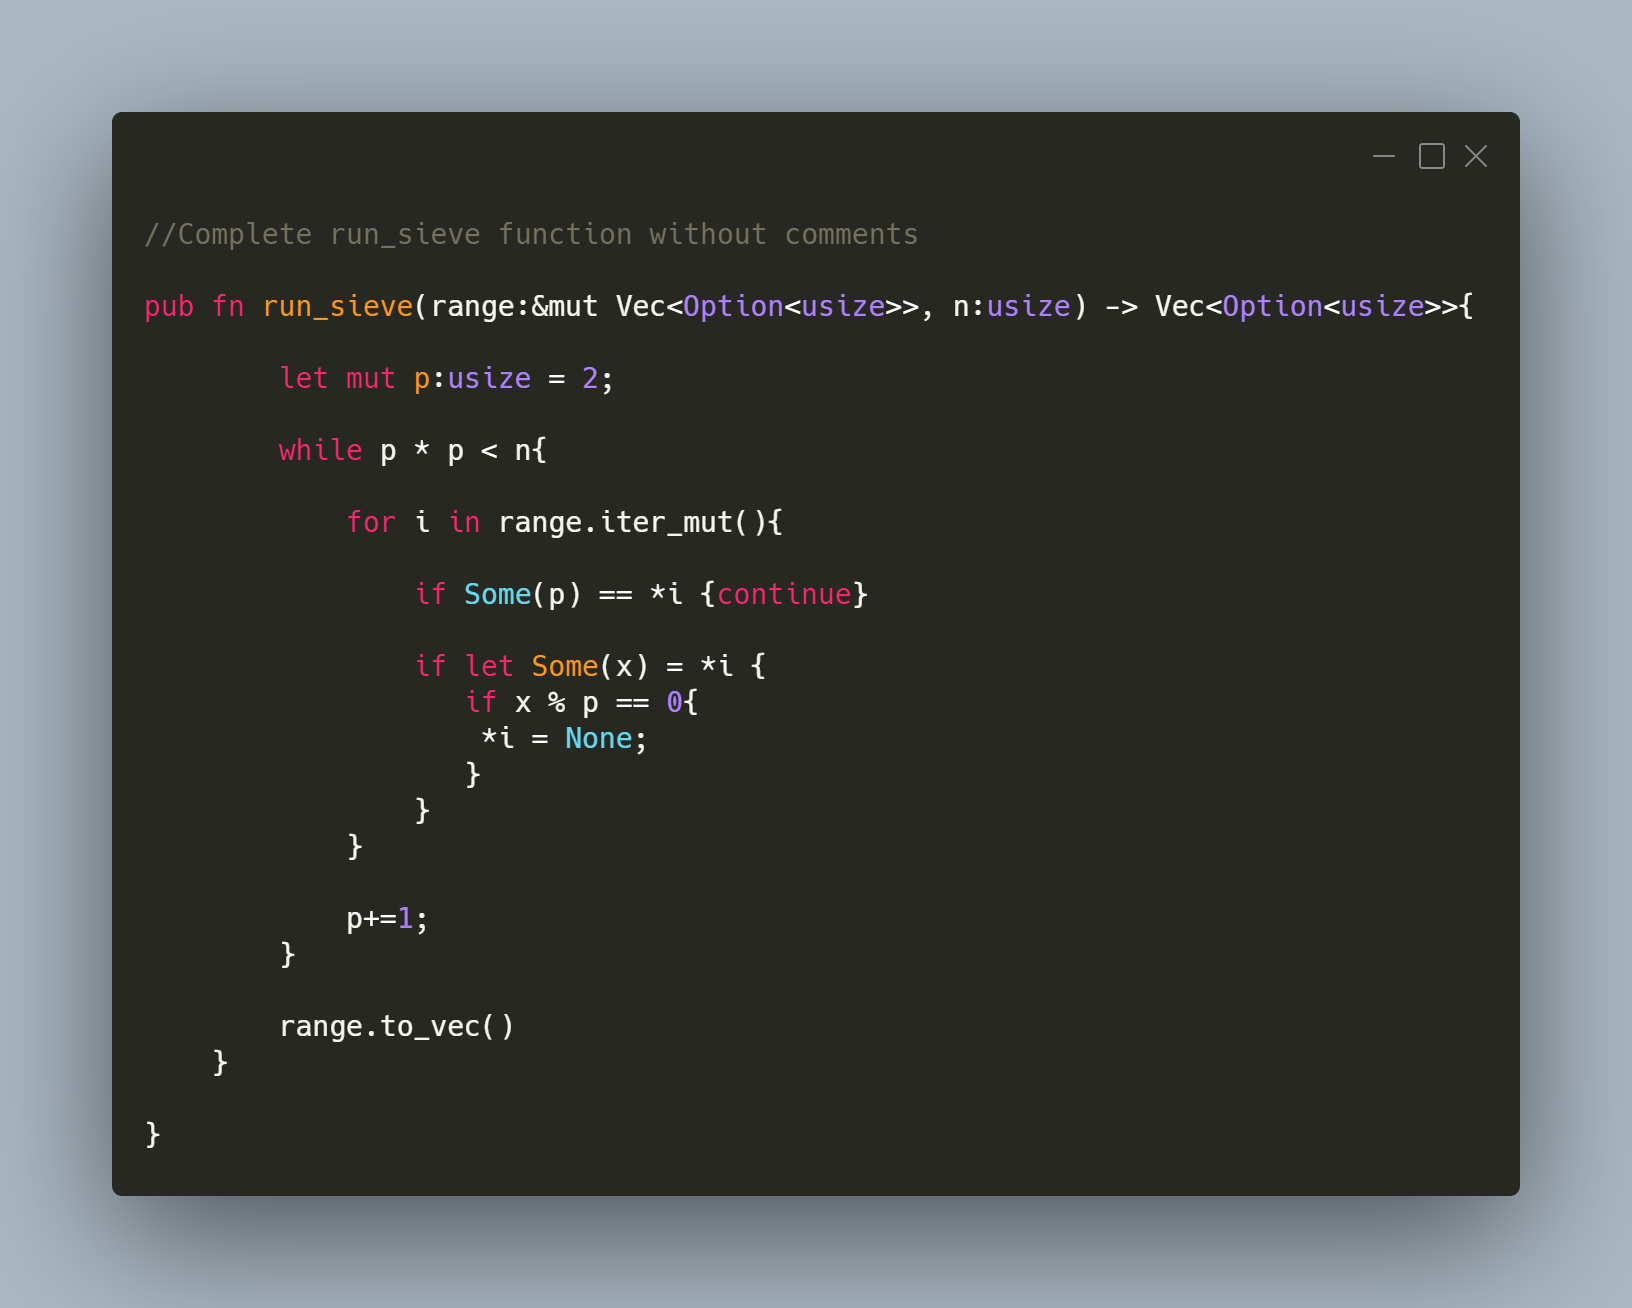 //Complete run_sieve function without comments
pub fn run_sieve(range:&mut Vec<Option<usize>>, n:usize) -> Vec<Option<usize>>{
let mut p:usize = 2;
while p * p < n{
for i in range.iter_mut(){
if Some(p) == *i {continue}
if let Some(x) = *i {
if x % p == 0{
*i = None;
}
}
}
p+=1;
}
range.to_vec()
}
}